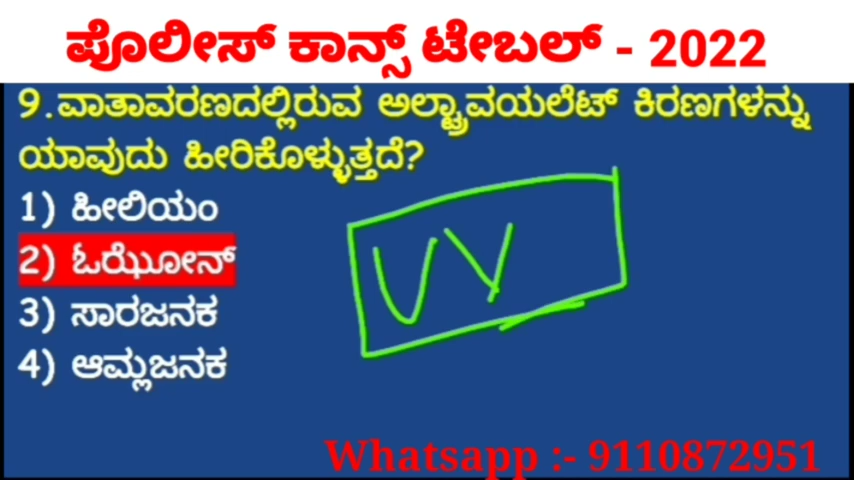 ಪೊಲೀಸ್ ಕಾನ್ಸ್ ಟೇಬಲ್ - 2022
9.ವಾತಾವರಣದಲ್ಲಿರುವ ಅಲ್ಟ್ರಾವಯಲೆಟ್ ಕಿರಣಗಳನ್ನು
ಯಾವುದು ಹೀರಿಕೊಳ್ಳುತ್ತದೆ?
1) ಹೀಲಿಯಂ
2) ಓಝೋನ್
3) ಸಾರಜನಕ
4) ಆಮ್ಲಜನಕ
UV
Whatsapp :- 9110872951